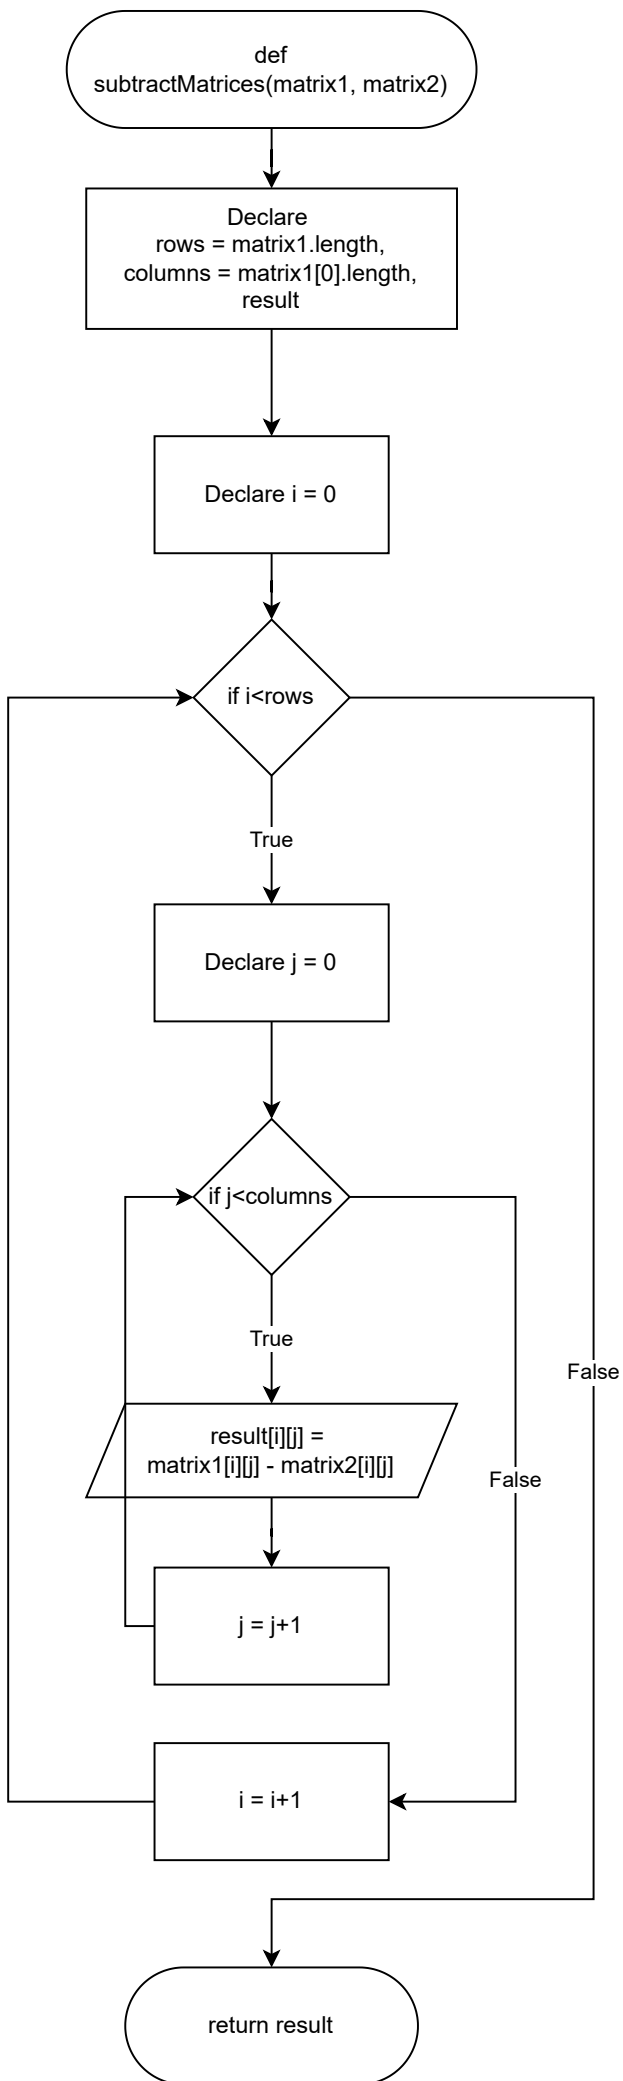 def
subtractMatrices(matrix1, matrix2)
Declare
rows = matrix1.length,
columns = matrix1[0].length,
result
Declare i = 0
if i<rows
True
Declare j = 0
if j<columns
True
False
result[i][j] =
matrix1[i][j] - matrix2[i][j]
False
j = j+1
i = i+1
return result